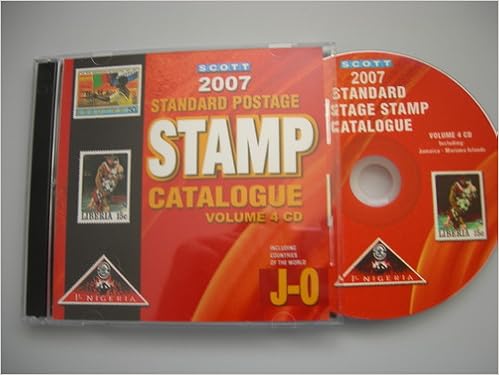 SCOTT
2007
STANDARD POSTAGE
STAMP
CATALOGUE
VOLUME 4 CD
INCLUDING
COUNTRIES
OF THE WORLD
J-O
LIBERIA 15c
NIGERIA
SCOTT
2007
STANDARD
STAGE STAMP
CATALOGUE
VOLUME 4 CD
Including:
Jamaica - Mariana Islands
LIBERIA 15c